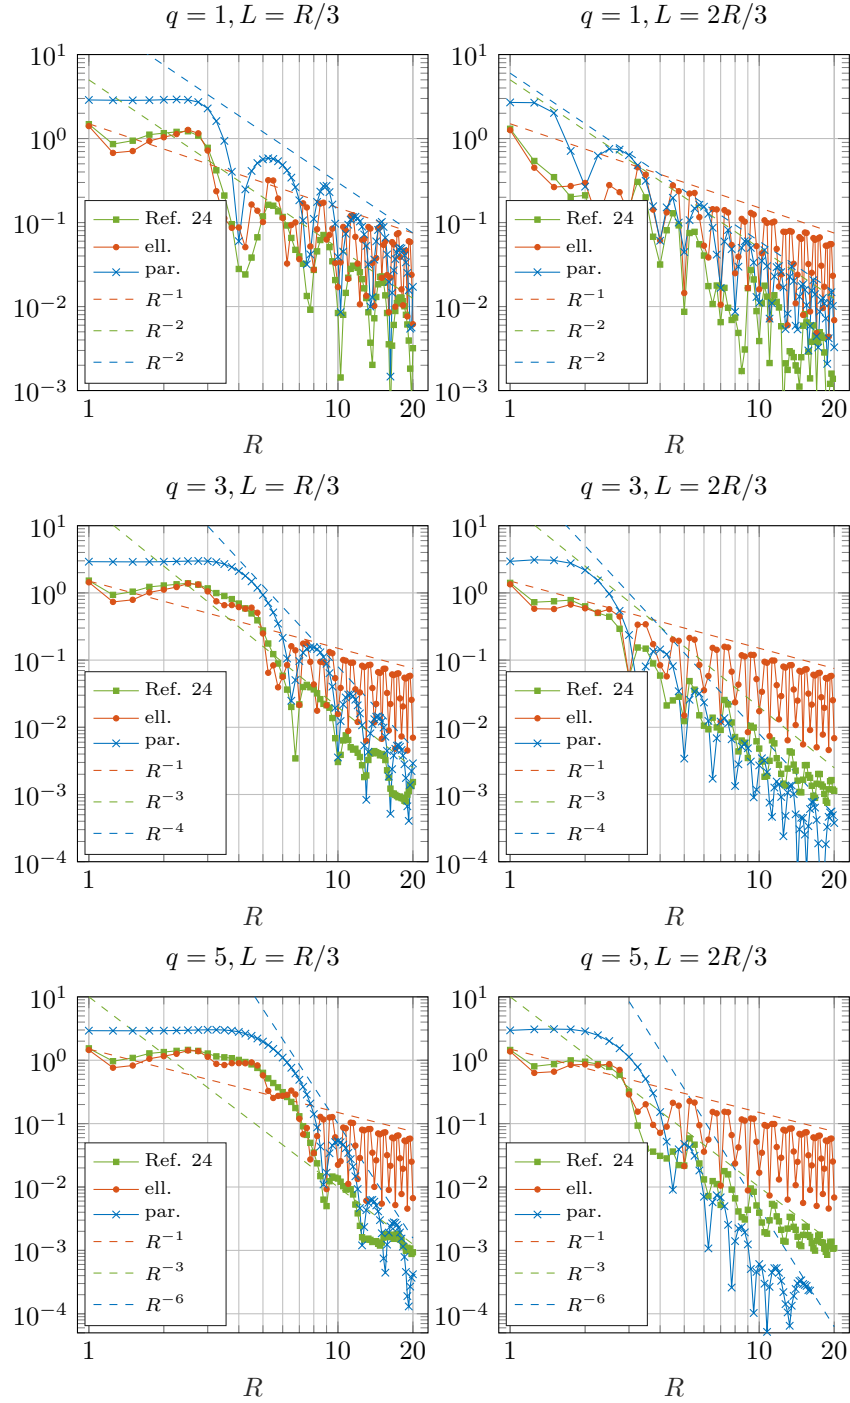 q = 1, L = R/3
10^1
10^0
10^{-1}
10^{-2}
10^{-3}
Ref. 24
ell.
par.
R^{-1}
R^{-2}
R^{-2}
1 10 20
R
q = 1, L = 2R/3
10^1
10^0
10^{-1}
10^{-2}
10^{-3}
Ref. 24
ell.
par.
R^{-1}
R^{-2}
R^{-2}
1 10 20
R
q = 3, L = R/3
10^1
10^0
10^{-1}
10^{-2}
10^{-3}
10^{-4}
Ref. 24
ell.
par.
R^{-1}
R^{-3}
R^{-4}
1 10 20
R
q = 3, L = 2R/3
10^1
10^0
10^{-1}
10^{-2}
10^{-3}
10^{-4}
Ref. 24
ell.
par.
R^{-1}
R^{-3}
R^{-4}
1 10 20
R
q = 5, L = R/3
10^1
10^0
10^{-1}
10^{-2}
10^{-3}
10^{-4}
Ref. 24
ell.
par.
R^{-1}
R^{-3}
R^{-6}
1 10 20
R
q = 5, L = 2R/3
10^1
10^0
10^{-1}
10^{-2}
10^{-3}
10^{-4}
Ref. 24
ell.
par.
R^{-1}
R^{-3}
R^{-6}
1 10 20
R